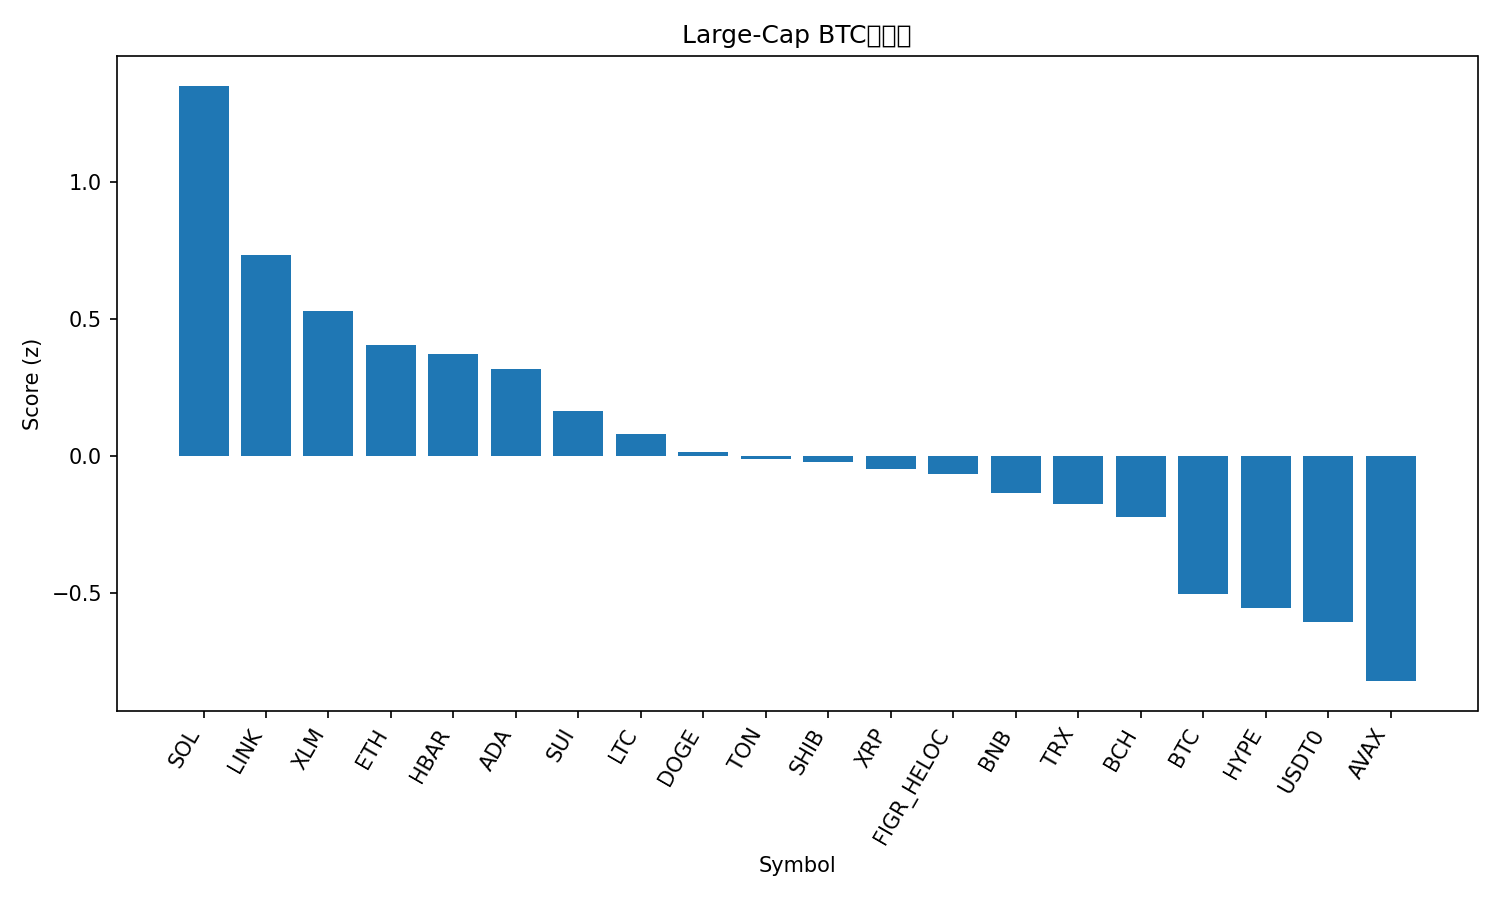 Large-Cap BTC
Score (z)
1.0
0.5
0.0
−0.5
SOL
LINK
XLM
ETH
HBAR
ADA
SUI
LTC
DOGE
TON
SHIB
XRP
FIGR_HELOC
BNB
TRX
BCH
BTC
HYPE
USDT0
AVAX
Symbol